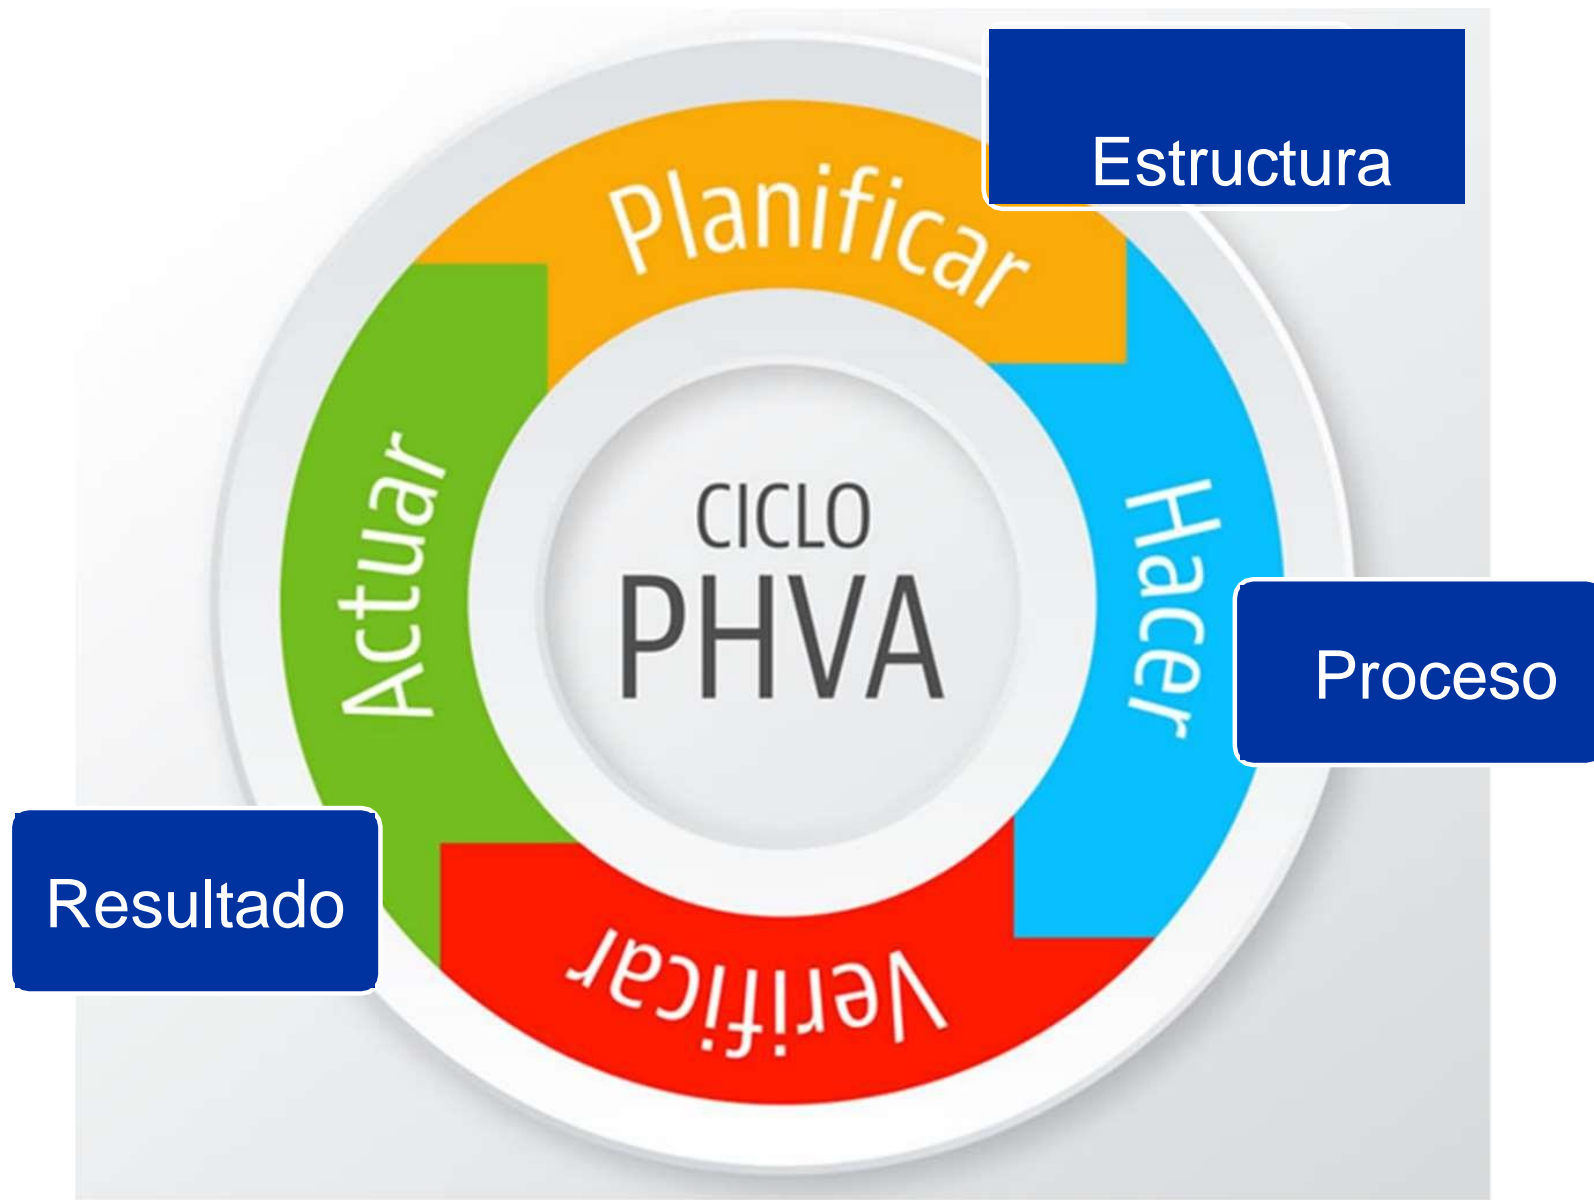 Estructura
Planificar
Actuar
CICLO
PHVA
Hacer
Proceso
Resultado
Verificar